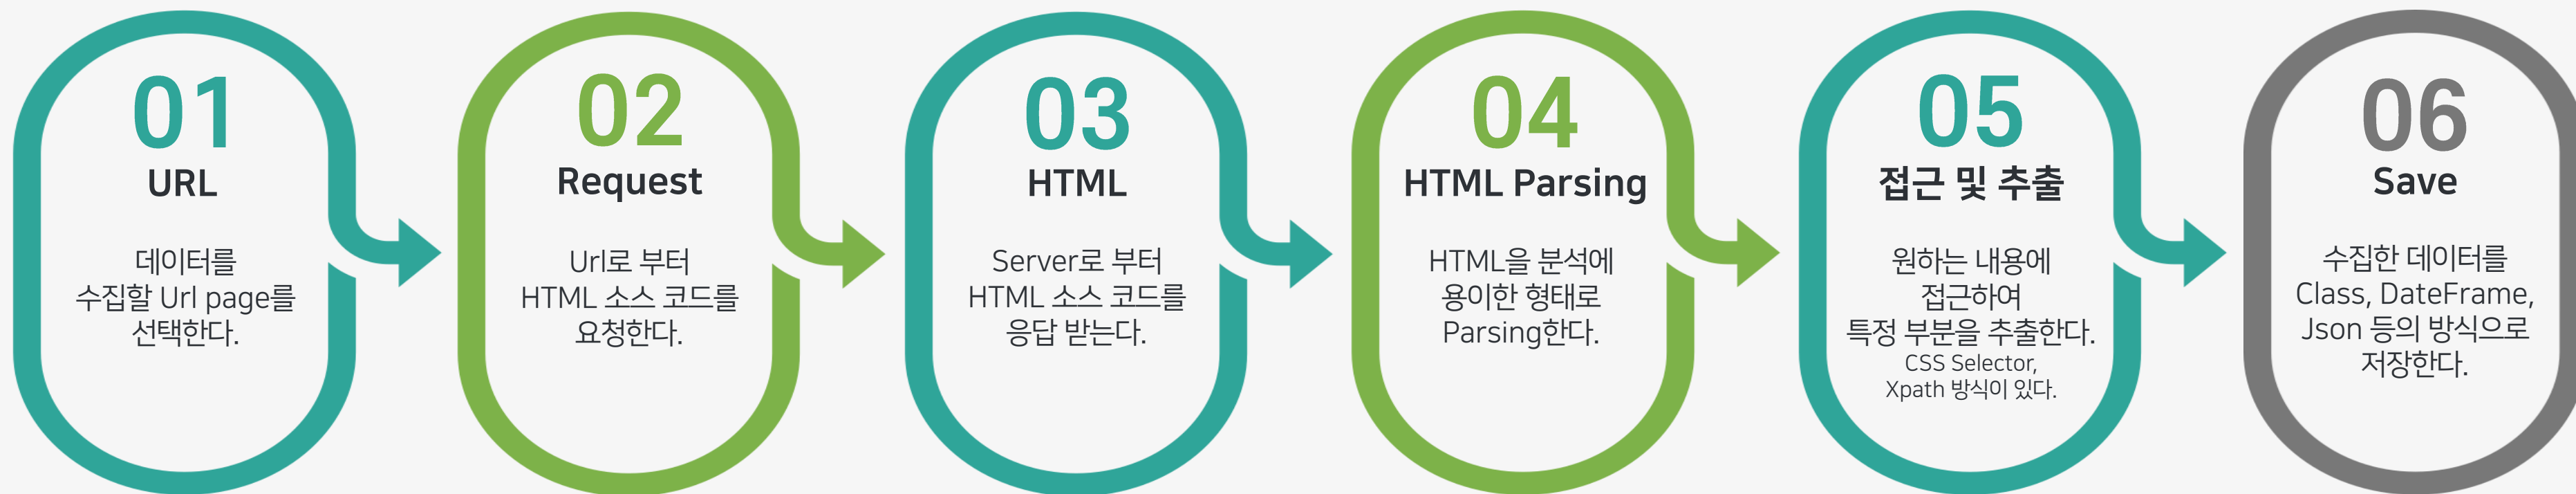 01
URL
데이터를
수집할 Url page를
선택한다.
02
Request
Url로 부터
HTML 소스 코드를
요청한다.
03
HTML
Server로 부터
HTML 소스 코드를
응답 받는다.
04
HTML Parsing
HTML을 분석에
용이한 형태로
Parsing한다.
05
접근 및 추출
원하는 내용에
접근하여
특정 부분을 추출한다.
CSS Selector,
Xpath 방식이 있다.
06
Save
수집한 데이터를
Class, DateFrame,
Json 등의 방식으로
저장한다.